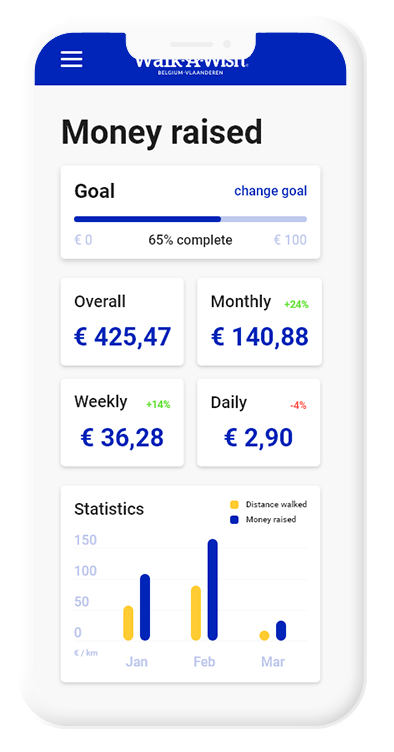 Walk·A·Wish
BELGIUM·VLAANDEREN
Money raised
Goal change goal
€ 0 65% complete € 100
Overall
€ 425,47
Monthly +24%
€ 140,88
Weekly +14%
€ 36,28
Daily -4%
€ 2,90
Statistics
Distance walked
Money raised
150
100
50
0
€ / km
Jan Feb Mar